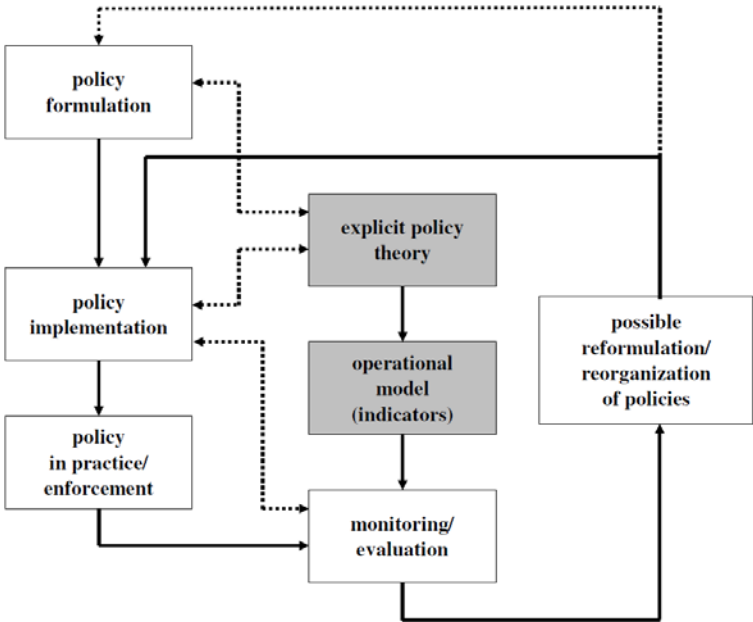 policy
formulation
explicit policy
theory
policy
implementation
possible
reformulation/
reorganization
of policies
operational
model
(indicators)
policy
in practice/
enforcement
monitoring/
evaluation